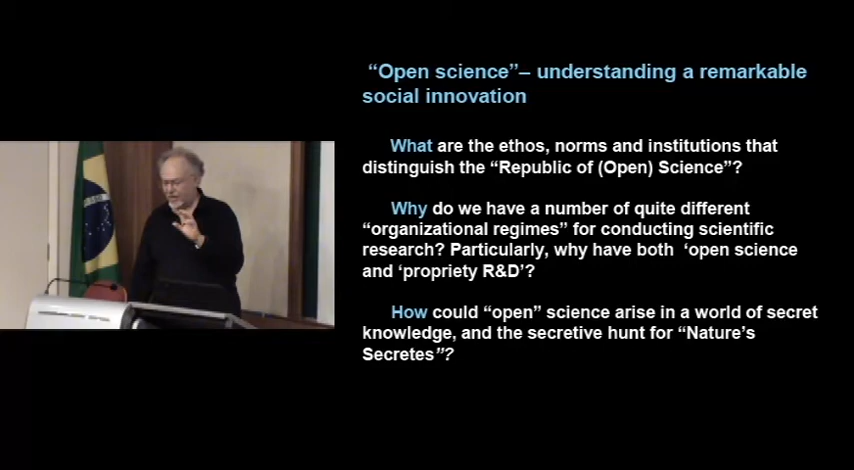 “Open science”– understanding a remarkable
social innovation
What are the ethos, norms and institutions that
distinguish the “Republic of (Open) Science”?
Why do we have a number of quite different
“organizational regimes” for conducting scientific
research? Particularly, why have both ‘open science
and ‘propriety R&D’?
How could “open” science arise in a world of secret
knowledge, and the secretive hunt for “Nature’s
Secretes”?